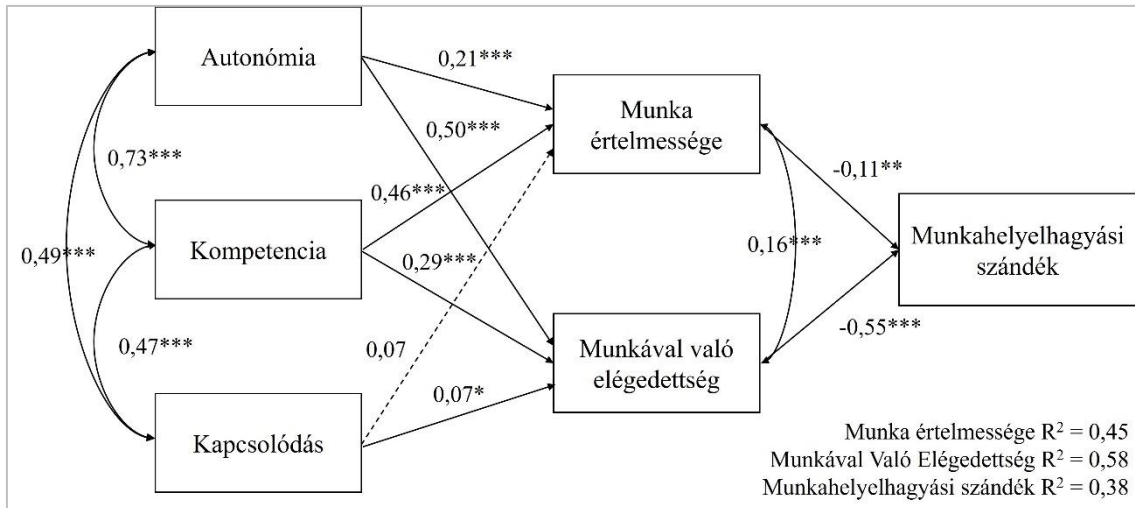 Autonómia
0,21***
Munka
értelmessége
0,50***
-0,11**
0,73***
0,46***
Kompetencia
0,49***
0,29***
0,16***
Munkahelyelhagyási
szándék
-0,55***
0,47***
0,07
Munkával való
elégedettség
0,07*
Kapcsolódás
Munka értelmessége R² = 0,45
Munkával Való Elégedettség R² = 0,58
Munkahelyelhagyási szándék R² = 0,38